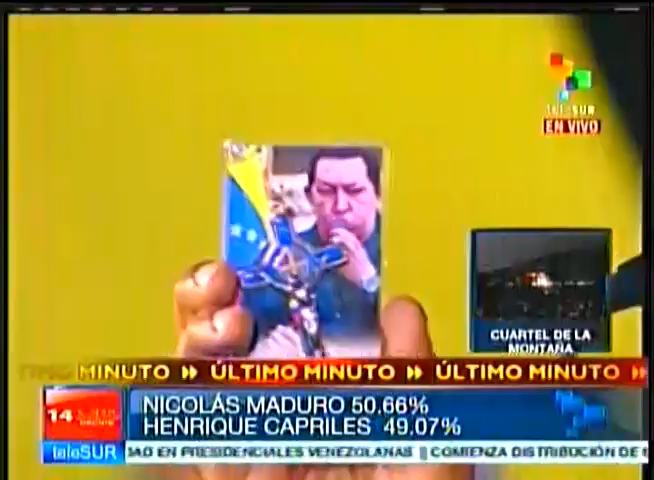 teleSUR
EN VIVO
CUARTEL DE LA
MONTAÑA
MINUTO ÚLTIMO MINUTO ÚLTIMO MINUTO
14
NICOLÁS MADURO 50.66%
HENRIQUE CAPRILES 49.07%
teleSUR
EN PRESIDENCIALES VENEZOLANAS || COMIENZA DISTRIBUCIÓN DE